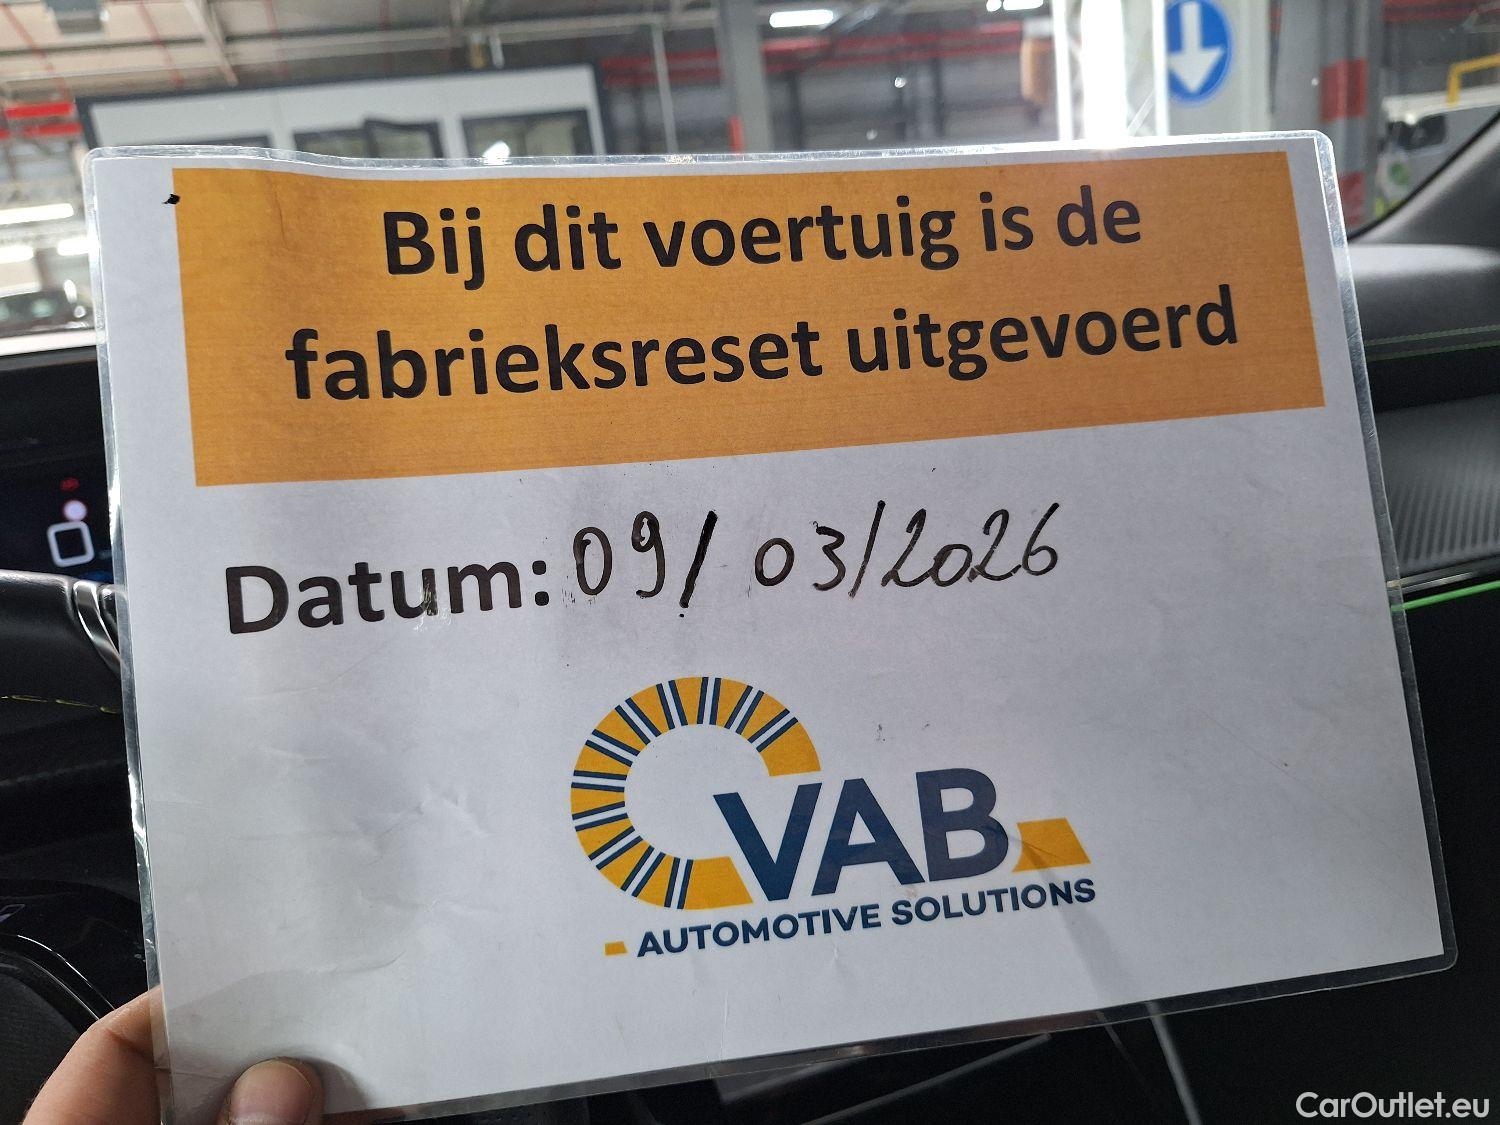 Bij dit voertuig is de
fabrieksreset uitgevoerd
Datum: 09/03/2026
VAB
AUTOMOTIVE SOLUTIONS
CarOutlet.eu